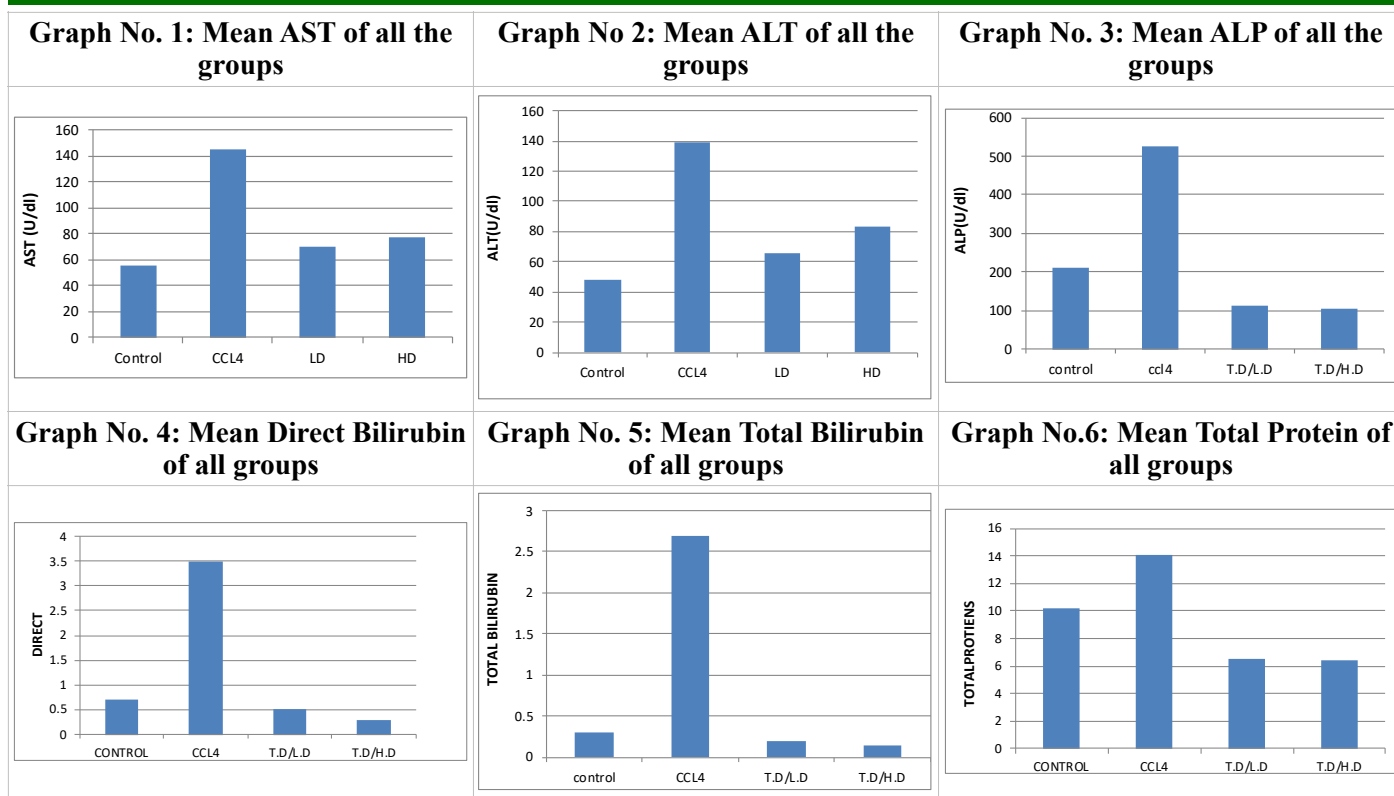 Graph No. 1: Mean AST of all the
groups
Graph No 2: Mean ALT of all the
groups
Graph No. 3: Mean ALP of all the
groups
AST (U/dl)
160
140
120
100
80
60
40
20
0
Control CCL4 LD HD
ALT(U/dl)
160
140
120
100
80
60
40
20
0
Control CCL4 LD HD
ALP(U/dl)
600
500
400
300
200
100
0
control ccl4 T.D/L.D T.D/H.D
Graph No. 4: Mean Direct Bilirubin
of all groups
Graph No. 5: Mean Total Bilirubin
of all groups
Graph No.6: Mean Total Protein of
all groups
DIRECT
4
3.5
3
2.5
2
1.5
1
0.5
0
CONTROL CCL4 T.D/L.D T.D/H.D
TOTAL BILIRUBIN
3
2.5
2
1.5
1
0.5
0
control CCL4 T.D/L.D T.D/H.D
TOTALPROTIENS
16
14
12
10
8
6
4
2
0
CONTROL CCL4 T.D/L.D T.D/H.D